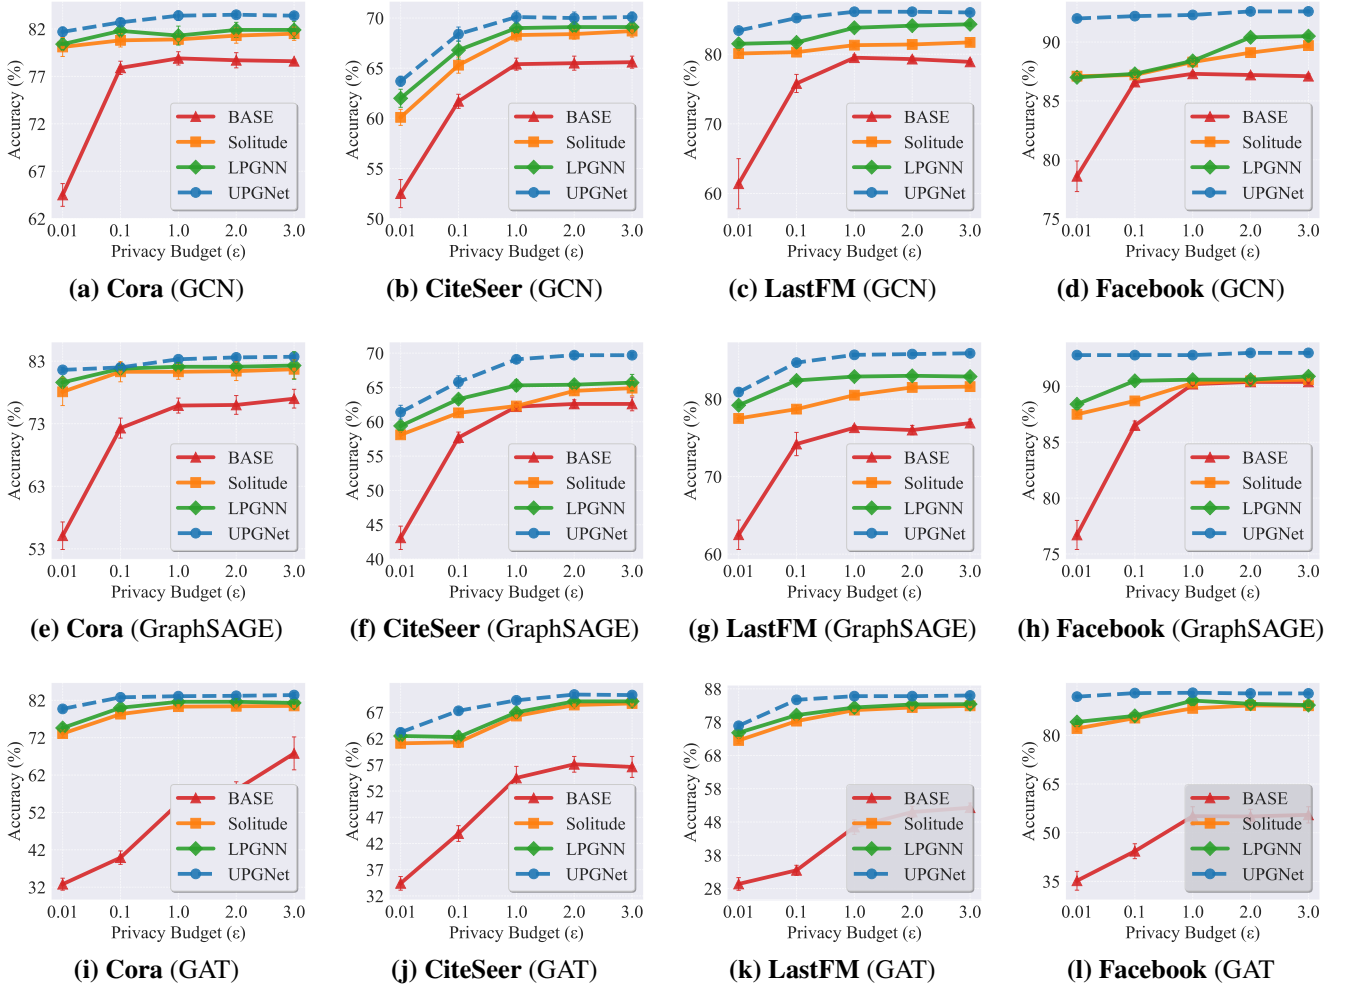 Accuracy (%)
82
77
72
67
62
BASE
Solitude
LPGNN
UPGNet
0.01 0.1 1.0 2.0 3.0
Privacy Budget (ε)
(a) Cora (GCN)
Accuracy (%)
70
65
60
55
50
BASE
Solitude
LPGNN
UPGNet
0.01 0.1 1.0 2.0 3.0
Privacy Budget (ε)
(b) CiteSeer (GCN)
Accuracy (%)
80
70
60
BASE
Solitude
LPGNN
UPGNet
0.01 0.1 1.0 2.0 3.0
Privacy Budget (ε)
(c) LastFM (GCN)
Accuracy (%)
90
85
80
75
BASE
Solitude
LPGNN
UPGNet
0.01 0.1 1.0 2.0 3.0
Privacy Budget (ε)
(d) Facebook (GCN)
Accuracy (%)
83
73
63
53
BASE
Solitude
LPGNN
UPGNet
0.01 0.1 1.0 2.0 3.0
Privacy Budget (ε)
(e) Cora (GraphSAGE)
Accuracy (%)
70
65
60
55
50
45
40
BASE
Solitude
LPGNN
UPGNet
0.01 0.1 1.0 2.0 3.0
Privacy Budget (ε)
(f) CiteSeer (GraphSAGE)
Accuracy (%)
80
70
60
BASE
Solitude
LPGNN
UPGNet
0.01 0.1 1.0 2.0 3.0
Privacy Budget (ε)
(g) LastFM (GraphSAGE)
Accuracy (%)
90
85
80
75
BASE
Solitude
LPGNN
UPGNet
0.01 0.1 1.0 2.0 3.0
Privacy Budget (ε)
(h) Facebook (GraphSAGE)
Accuracy (%)
82
72
62
52
42
32
BASE
Solitude
LPGNN
UPGNet
0.01 0.1 1.0 2.0 3.0
Privacy Budget (ε)
(i) Cora (GAT)
Accuracy (%)
67
62
57
52
47
42
37
32
BASE
Solitude
LPGNN
UPGNet
0.01 0.1 1.0 2.0 3.0
Privacy Budget (ε)
(j) CiteSeer (GAT)
Accuracy (%)
88
78
68
58
48
38
28
BASE
Solitude
LPGNN
UPGNet
0.01 0.1 1.0 2.0 3.0
Privacy Budget (ε)
(k) LastFM (GAT)
Accuracy (%)
80
65
50
35
BASE
Solitude
LPGNN
UPGNet
0.01 0.1 1.0 2.0 3.0
Privacy Budget (ε)
(l) Facebook (GAT